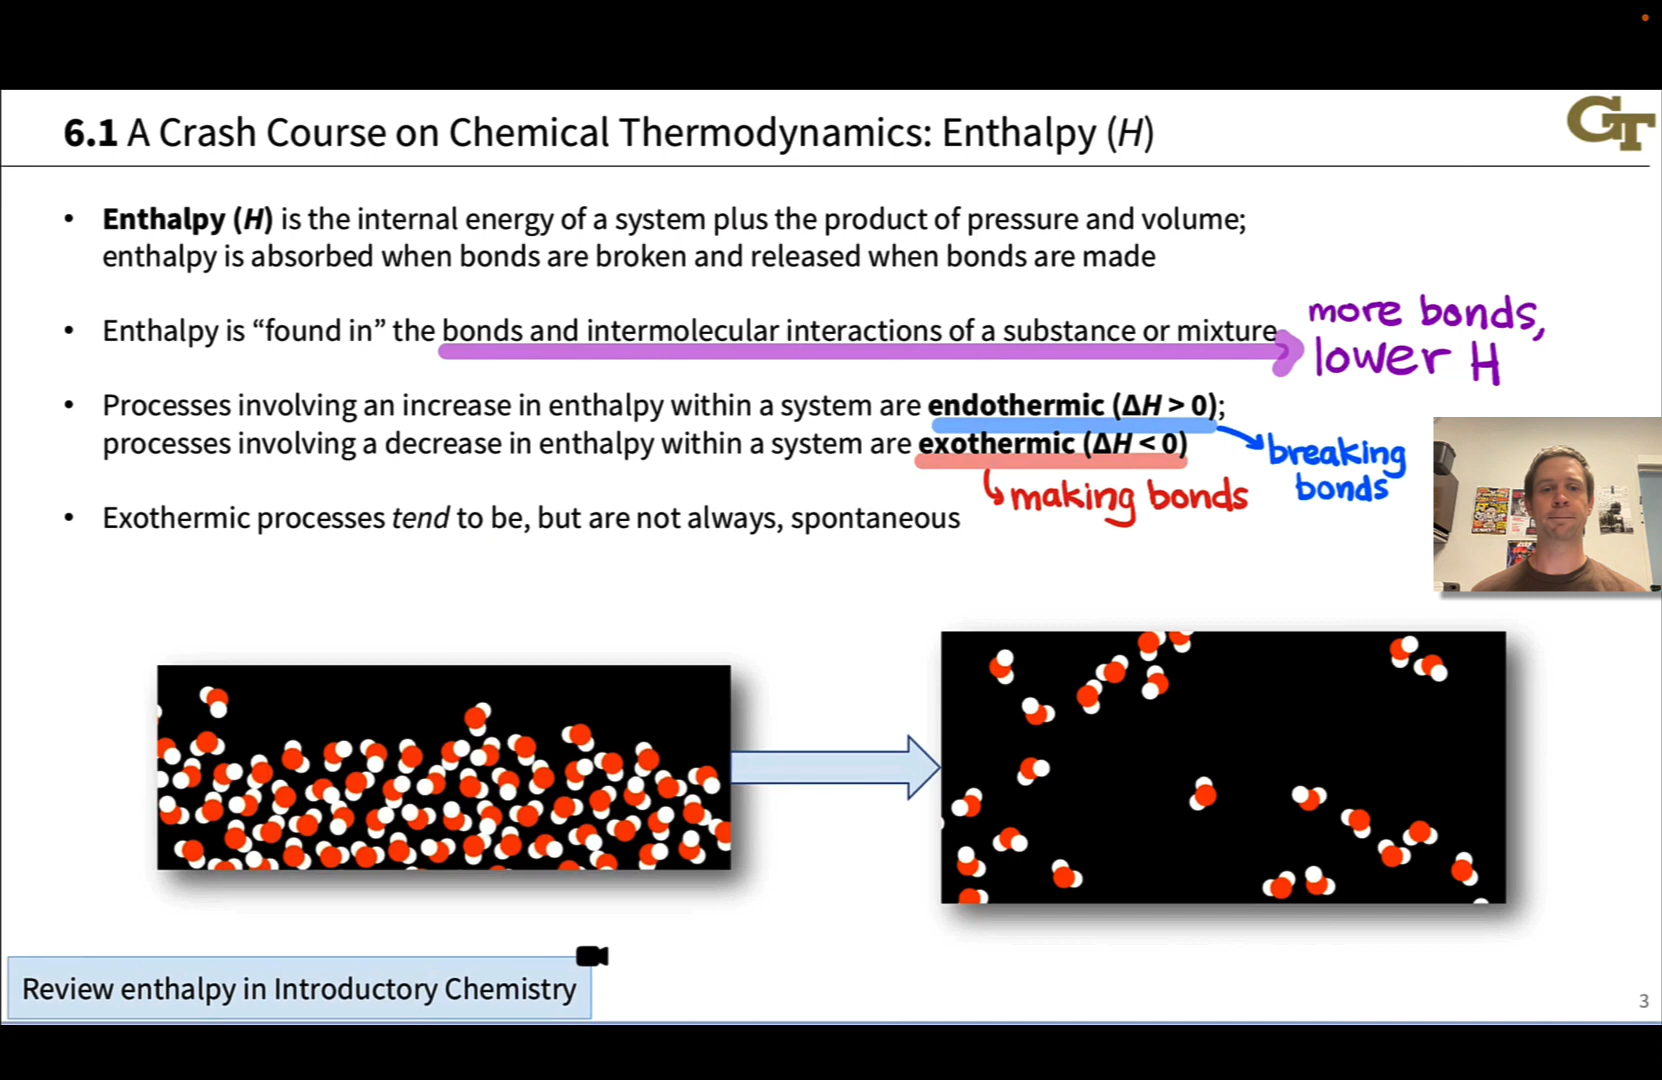 6.1 A Crash Course on Chemical Thermodynamics: Enthalpy (H)
GT
• Enthalpy (H) is the internal energy of a system plus the product of pressure and volume;
enthalpy is absorbed when bonds are broken and released when bonds are made
• Enthalpy is “found in” the bonds and intermolecular interactions of a substance or mixture
more bonds,
lower H
• Processes involving an increase in enthalpy within a system are endothermic (ΔH > 0);
processes involving a decrease in enthalpy within a system are exothermic (ΔH < 0)
breaking
bonds
making bonds
• Exothermic processes tend to be, but are not always, spontaneous
Review enthalpy in Introductory Chemistry
3